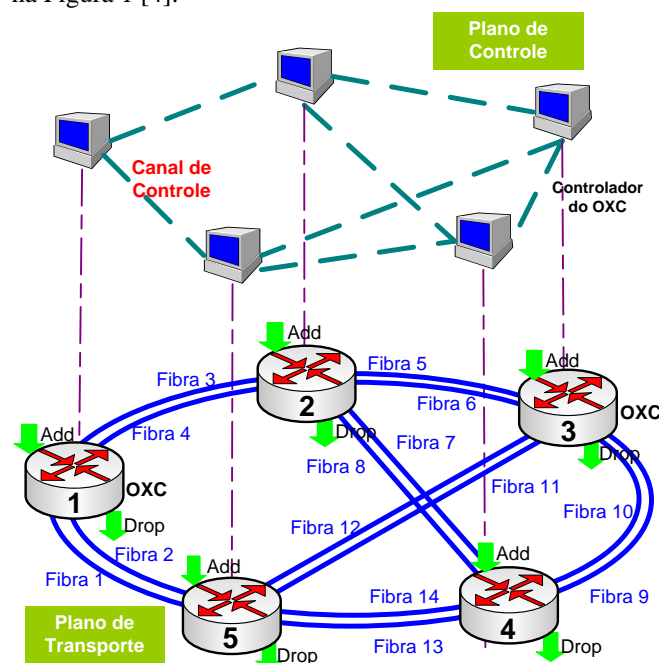 na Figura 1 [4].
Plano de
Controle
Canal de
Controle
Controlador
do OXC
Add
Fibra 5
Fibra 3
Fibra 6
Add
2
Fibra 4
Drop
Fibra 7
3
OXC
Add
Fibra 8
Drop
1
OXC
Fibra 11
Fibra 10
Drop
Fibra 12
Fibra 2
Add
Add
Fibra 1
Fibra 14
Fibra 9
Plano de
Transporte
5
4
Fibra 13
Drop
Drop